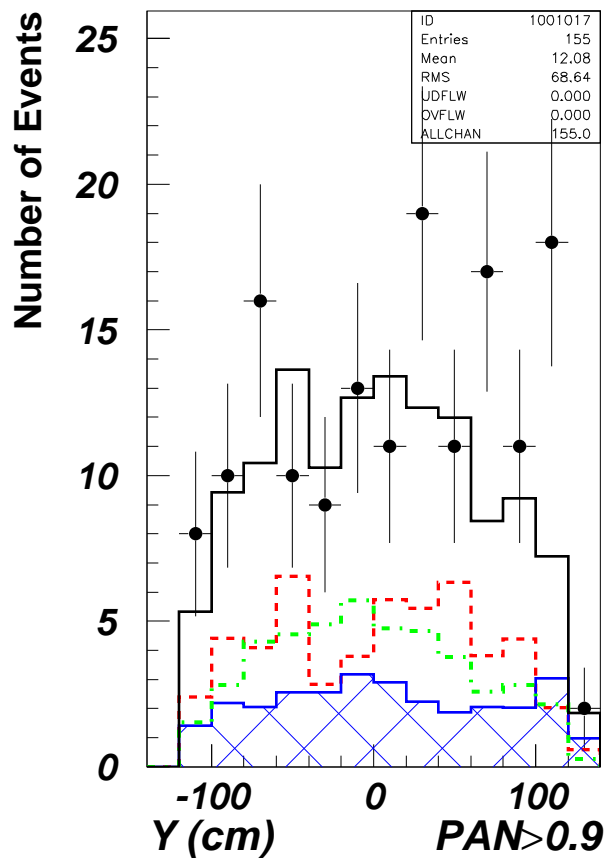 ID 1001017
Entries 155
Mean 12.08
RMS 68.64
UDFLW 0.000
OVFLW 0.000
ALLCHAN 155.0
Number of Events
25
20
15
10
5
0
-100 0 100
Y (cm) PAN>0.9